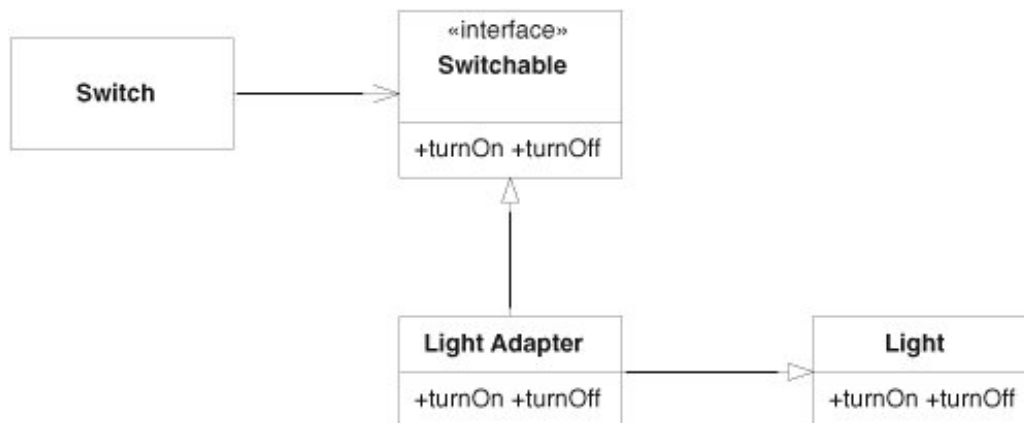 «interface»
Switchable
Switch
+turnOn +turnOff
Light Adapter
+turnOn +turnOff
Light
+turnOn +turnOff